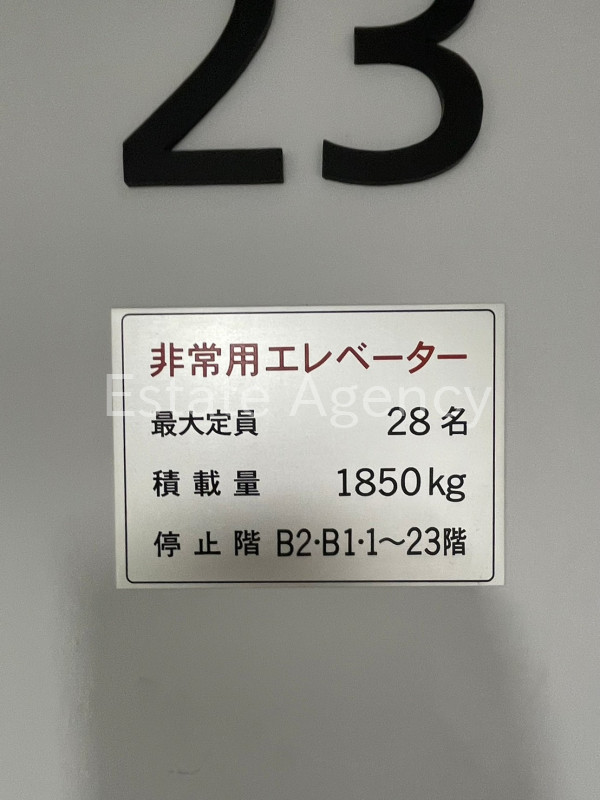 23
非常用エレベーター
Estate Agency
最大定員 28名
積載量 1850kg
停止階 B2・B1・1〜23階